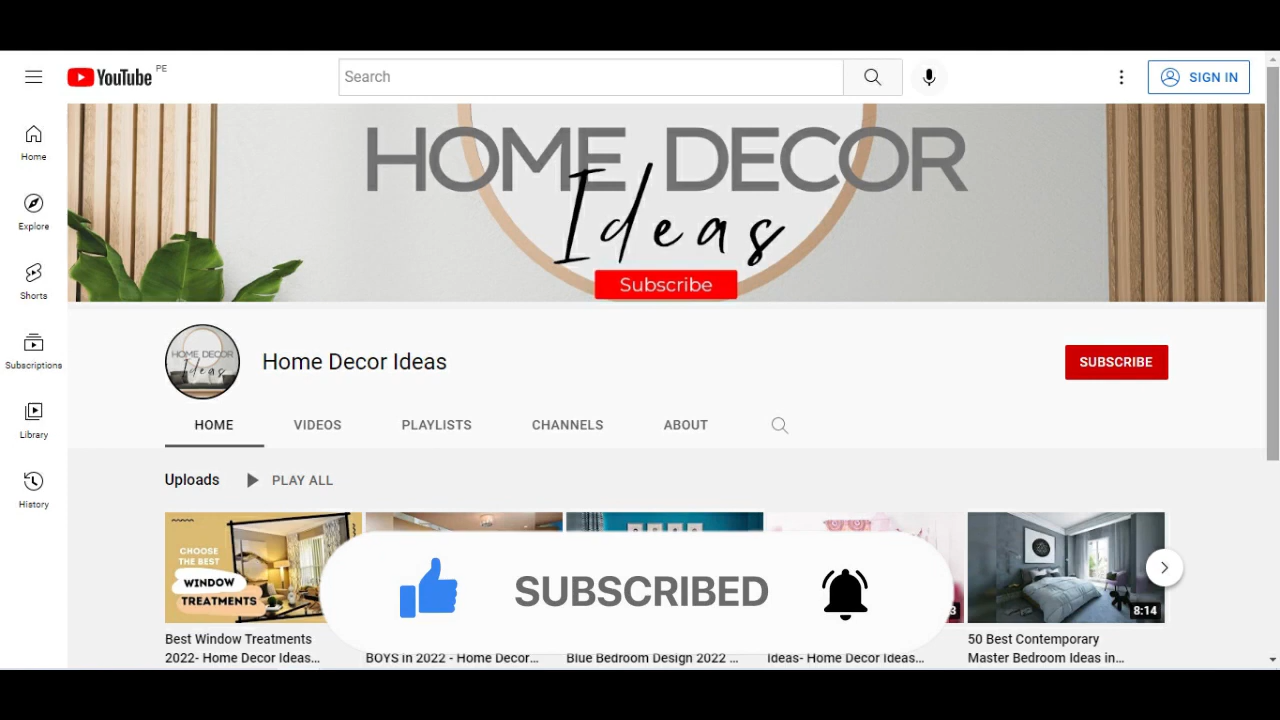 YouTube PE
Search
SIGN IN
Home
Explore
Shorts
Subscriptions
Library
History
HOME DECOR
Ideas
Subscribe
HOME DECOR
Ideas
Home Decor Ideas
SUBSCRIBE
HOME
VIDEOS
PLAYLISTS
CHANNELS
ABOUT
Uploads
PLAY ALL
CHOOSE
THE BEST
WINDOW
TREATMENTS
8:14
SUBSCRIBED
Best Window Treatments
2022- Home Decor Ideas...
BOYS in 2022 - Home Decor...
Blue Bedroom Design 2022 ...
Ideas- Home Decor Ideas...
50 Best Contemporary
Master Bedroom Ideas in...